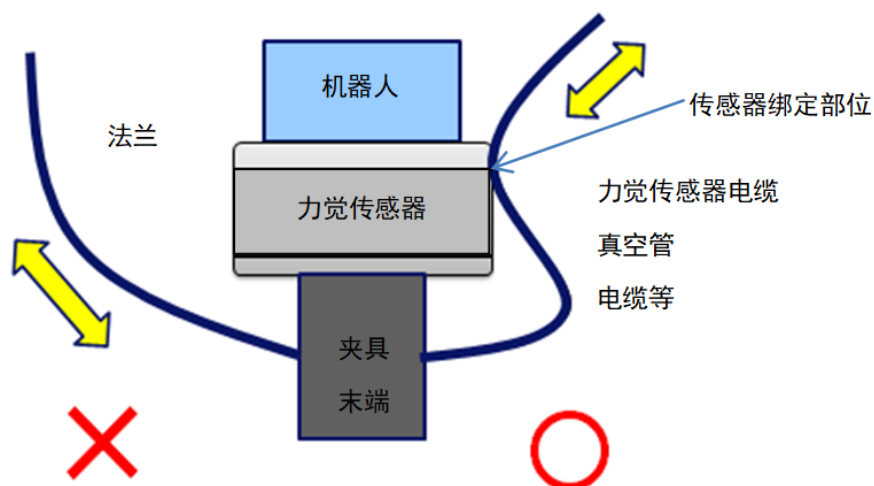 机器人
传感器绑定部位
法兰
力觉传感器
力觉传感器电缆
真空管
电缆等
夹具
末端